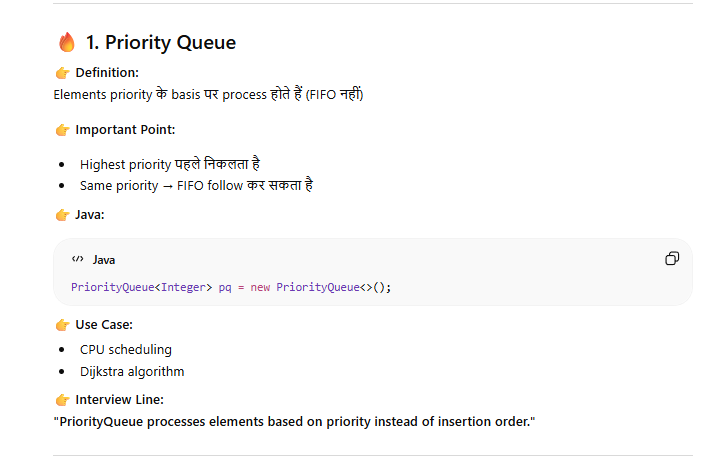 🔥 1. Priority Queue
👉 Definition:
Elements priority के basis पर process होते हैं (FIFO नहीं)
👉 Important Point:
• Highest priority पहले निकलता है
• Same priority → FIFO follow कर सकता है
👉 Java:
</> Java
PriorityQueue<Integer> pq = new PriorityQueue<>();
👉 Use Case:
• CPU scheduling
• Dijkstra algorithm
👉 Interview Line:
"PriorityQueue processes elements based on priority instead of insertion order."